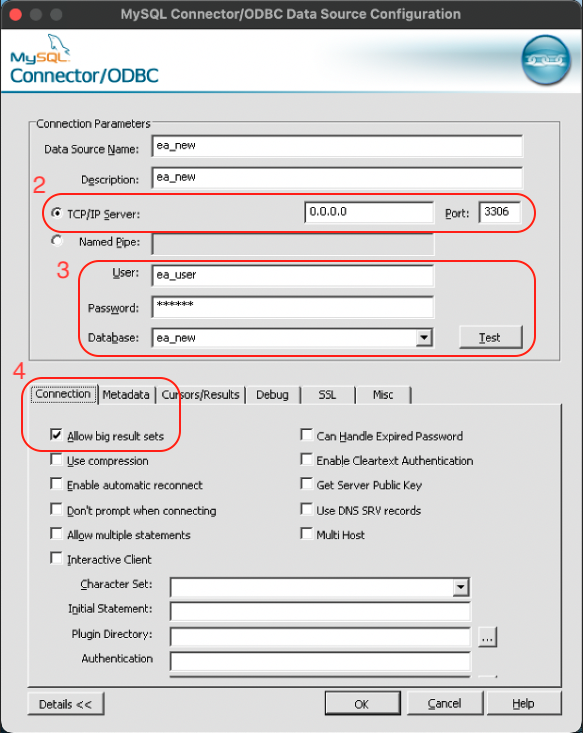 MySQL Connector/ODBC Data Source Configuration
MySQL
Connector/ODBC
Connection Parameters
Data Source Name: ea_new
Description: ea_new
2
TCP/IP Server: 0.0.0.0 Port: 3306
Named Pipe:
3
User: ea_user
Password: ******
Database: ea_new Test
4
Connection Metadata Cursors/Results Debug SSL Misc
Allow big result sets Can Handle Expired Password
Use compression Enable Cleartext Authentication
Enable automatic reconnect Get Server Public Key
Don't prompt when connecting Use DNS SRV records
Allow multiple statements Multi Host
Interactive Client
Character Set:
Initial Statement:
Plugin Directory: ...
Authentication
Details << OK Cancel Help